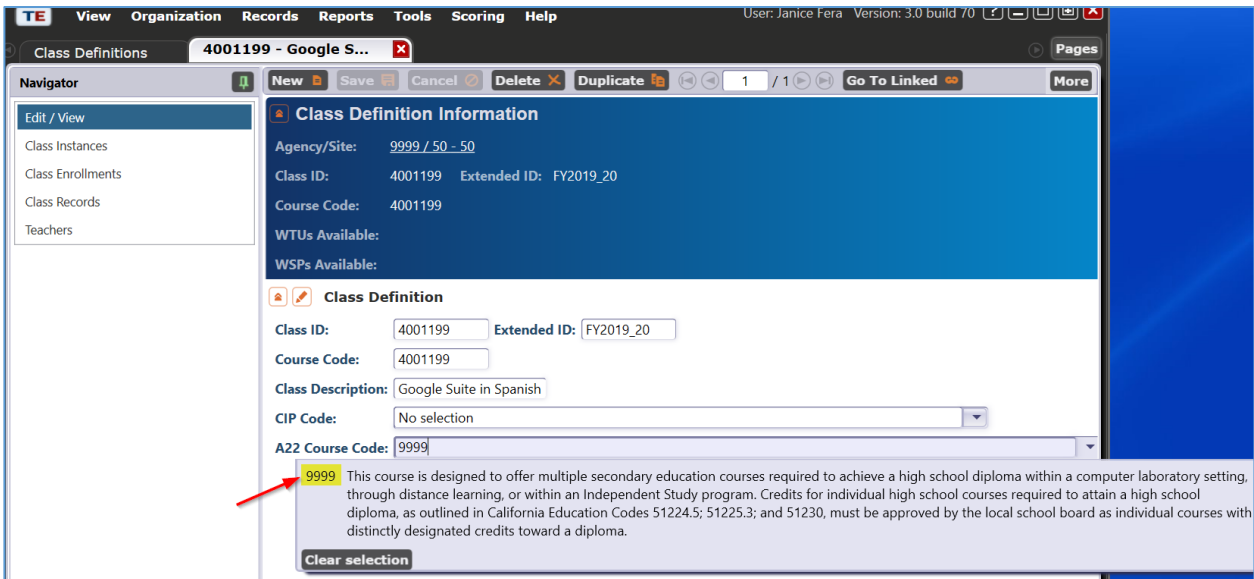 TE View Organization Records Reports Tools Scoring Help User: Janice Fera Version: 3.0 build 70
Class Definitions 4001199 - Google S... Pages
Navigator New Save Cancel Delete Duplicate 1 / 1 Go To Linked More
Edit / View
Class Instances
Class Enrollments
Class Records
Teachers
Class Definition Information
Agency/Site: 9999 / 50 - 50
Class ID: 4001199 Extended ID: FY2019_20
Course Code: 4001199
WTUs Available:
WSPs Available:
Class Definition
Class ID: 4001199 Extended ID: FY2019_20
Course Code: 4001199
Class Description: Google Suite in Spanish
CIP Code: No selection
A22 Course Code: 9999
9999 This course is designed to offer multiple secondary education courses required to achieve a high school diploma within a computer laboratory setting,
through distance learning, or within an Independent Study program. Credits for individual high school courses required to attain a high school
diploma, as outlined in California Education Codes 51224.5; 51225.3; and 51230, must be approved by the local school board as individual courses with
distinctly designated credits toward a diploma.
Clear selection